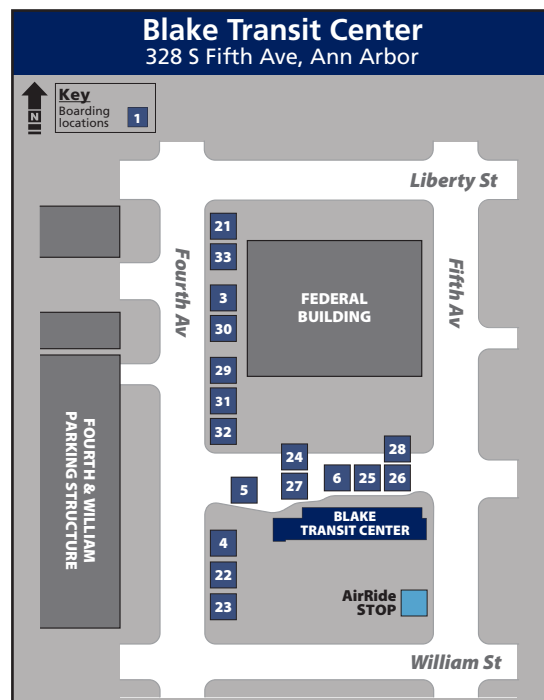 Blake Transit Center
328 S Fifth Ave, Ann Arbor
N
Key
Boarding
locations
1
Liberty St
Fourth Av
Fifth Av
21
33
3
30
29
31
32
FEDERAL
BUILDING
FOURTH & WILLIAM
PARKING STRUCTURE
24
28
27
6
25
26
5
BLAKE
TRANSIT CENTER
4
22
23
AirRide
STOP
William St